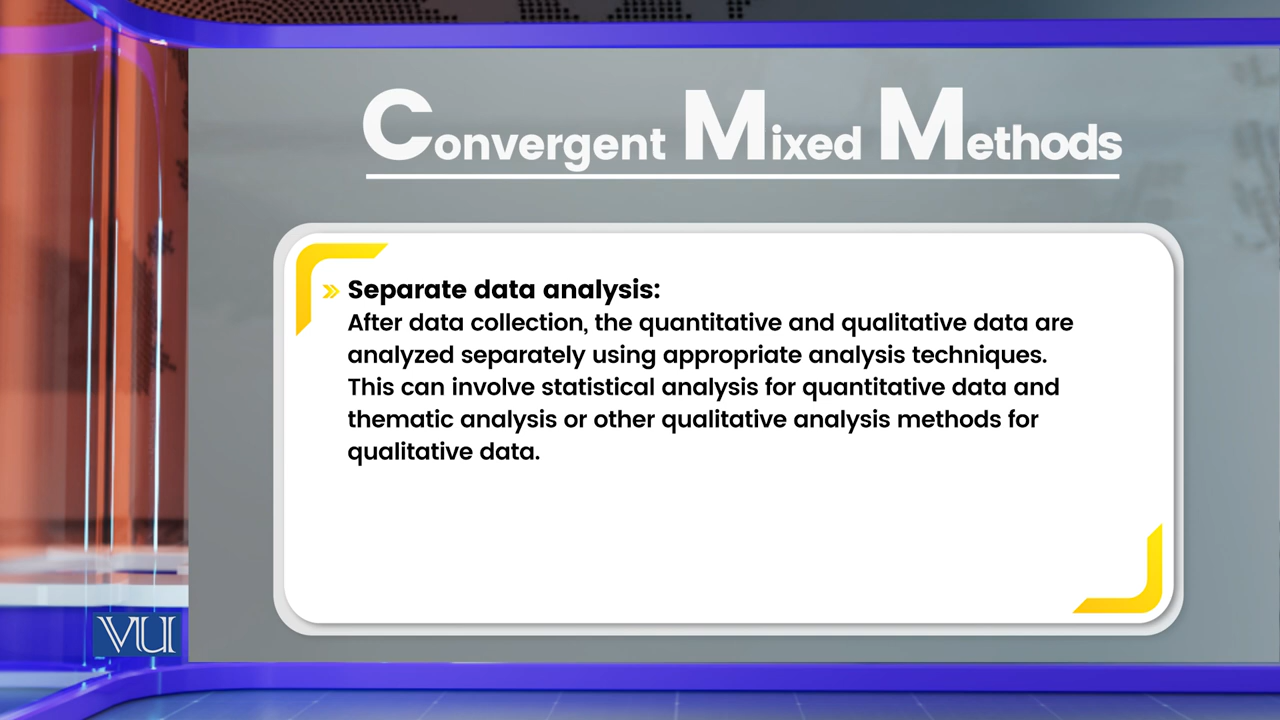 Convergent Mixed Methods
» Separate data analysis:
After data collection, the quantitative and qualitative data are
analyzed separately using appropriate analysis techniques.
This can involve statistical analysis for quantitative data and
thematic analysis or other qualitative analysis methods for
qualitative data.
VU